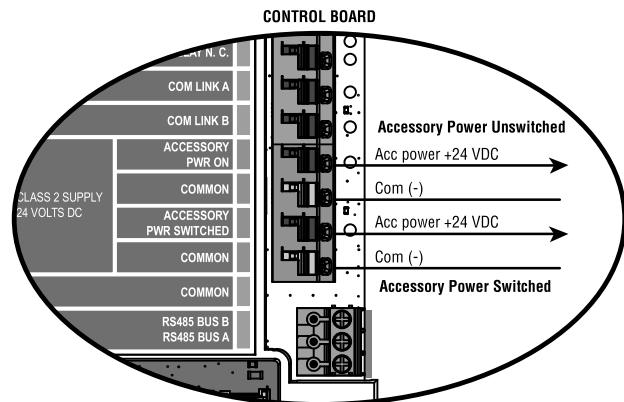 CONTROL BOARD
N. C.
COM LINK A
COM LINK B
ACCESSORY
PWR ON
COMMON
CLASS 2 SUPPLY
24 VOLTS DC
ACCESSORY
PWR SWITCHED
COMMON
COMMON
RS485 BUS B
RS485 BUS A
Accessory Power Unswitched
Acc power +24 VDC
Com (-)
Acc power +24 VDC
Com (-)
Accessory Power Switched